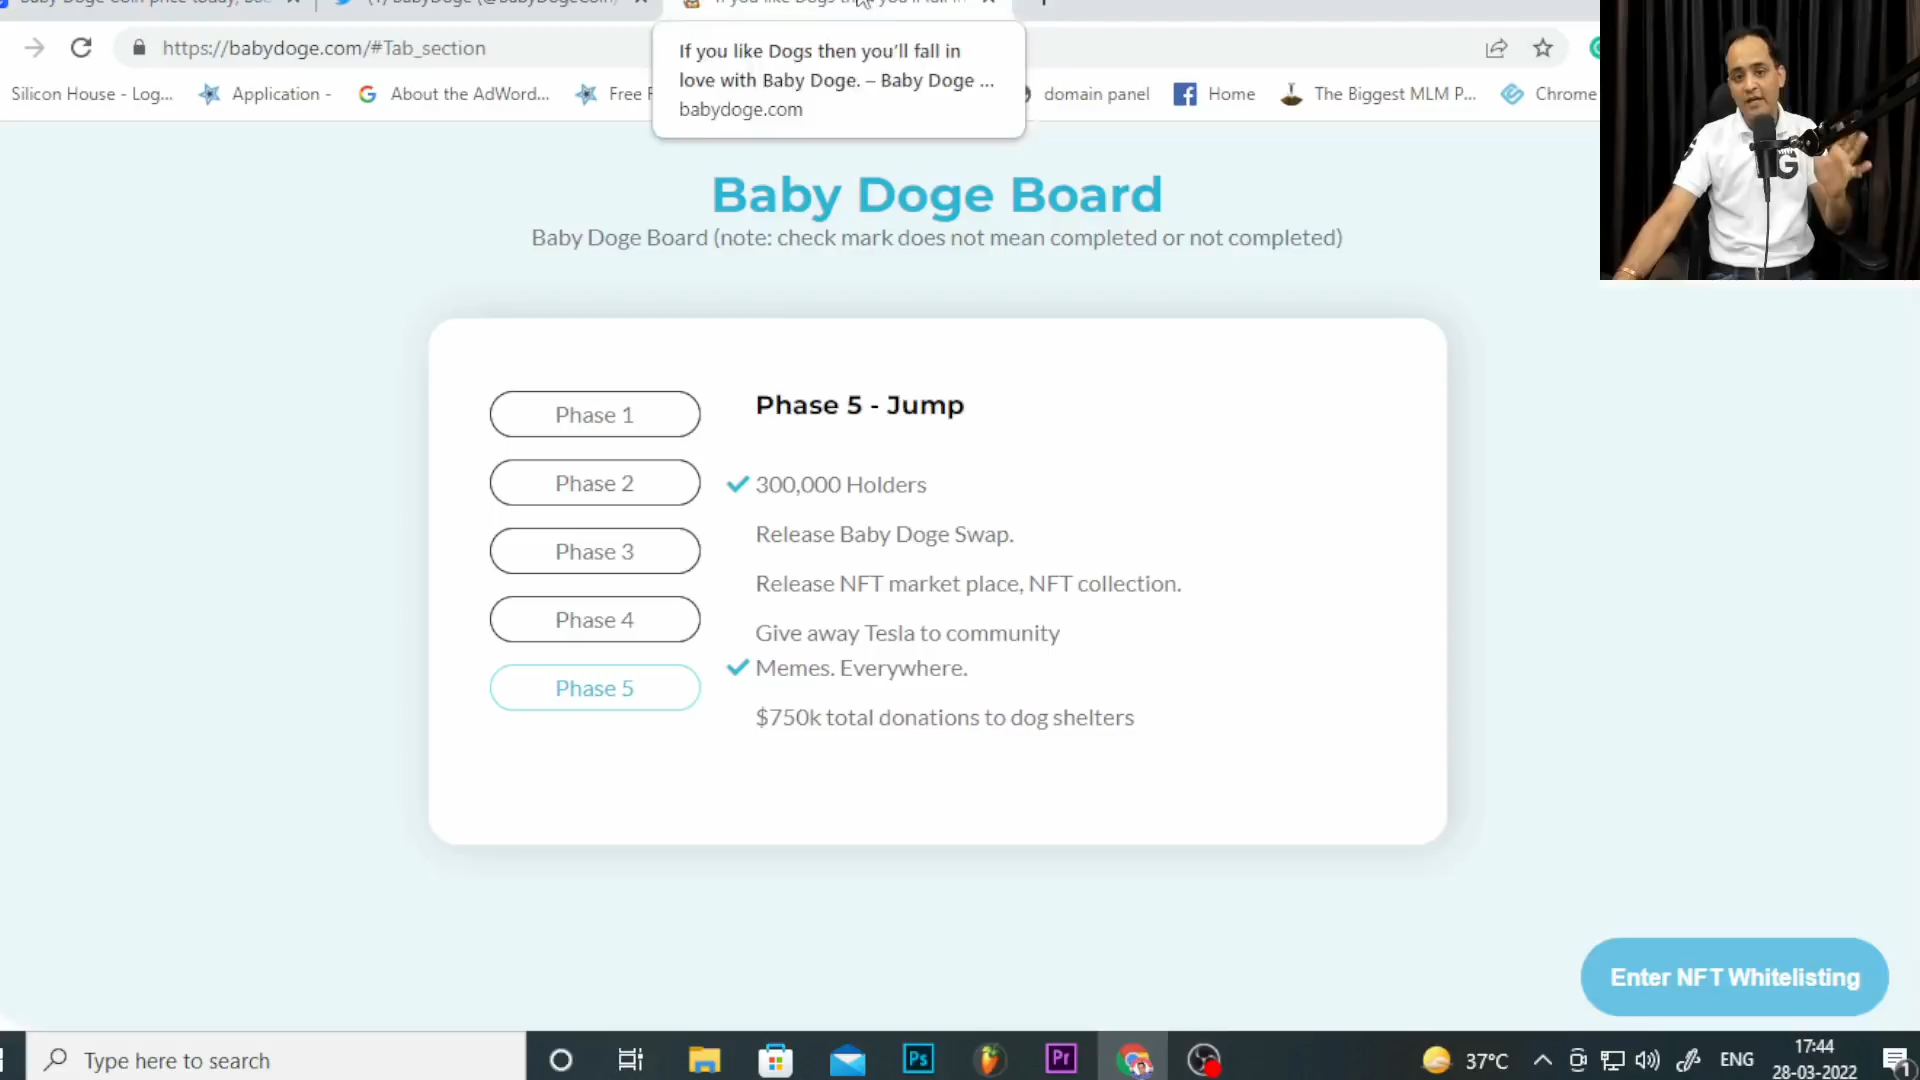 https://babydoge.com/#Tab_section
If you like Dogs then you'll fall in
love with Baby Doge. – Baby Doge ...
babydoge.com
Silicon House - Log...
Application -
About the AdWord...
Free
domain panel
Home
The Biggest MLM P...
Chrome
Baby Doge Board
Baby Doge Board (note: check mark does not mean completed or not completed)
Phase 1
Phase 2
Phase 3
Phase 4
Phase 5
Phase 5 - Jump
300,000 Holders
Release Baby Doge Swap.
Release NFT market place, NFT collection.
Give away Tesla to community
Memes. Everywhere.
$750k total donations to dog shelters
G
Enter NFT Whitelisting
Type here to search
Ps
Pr
37°C
ENG
17:44
28-03-2022
1